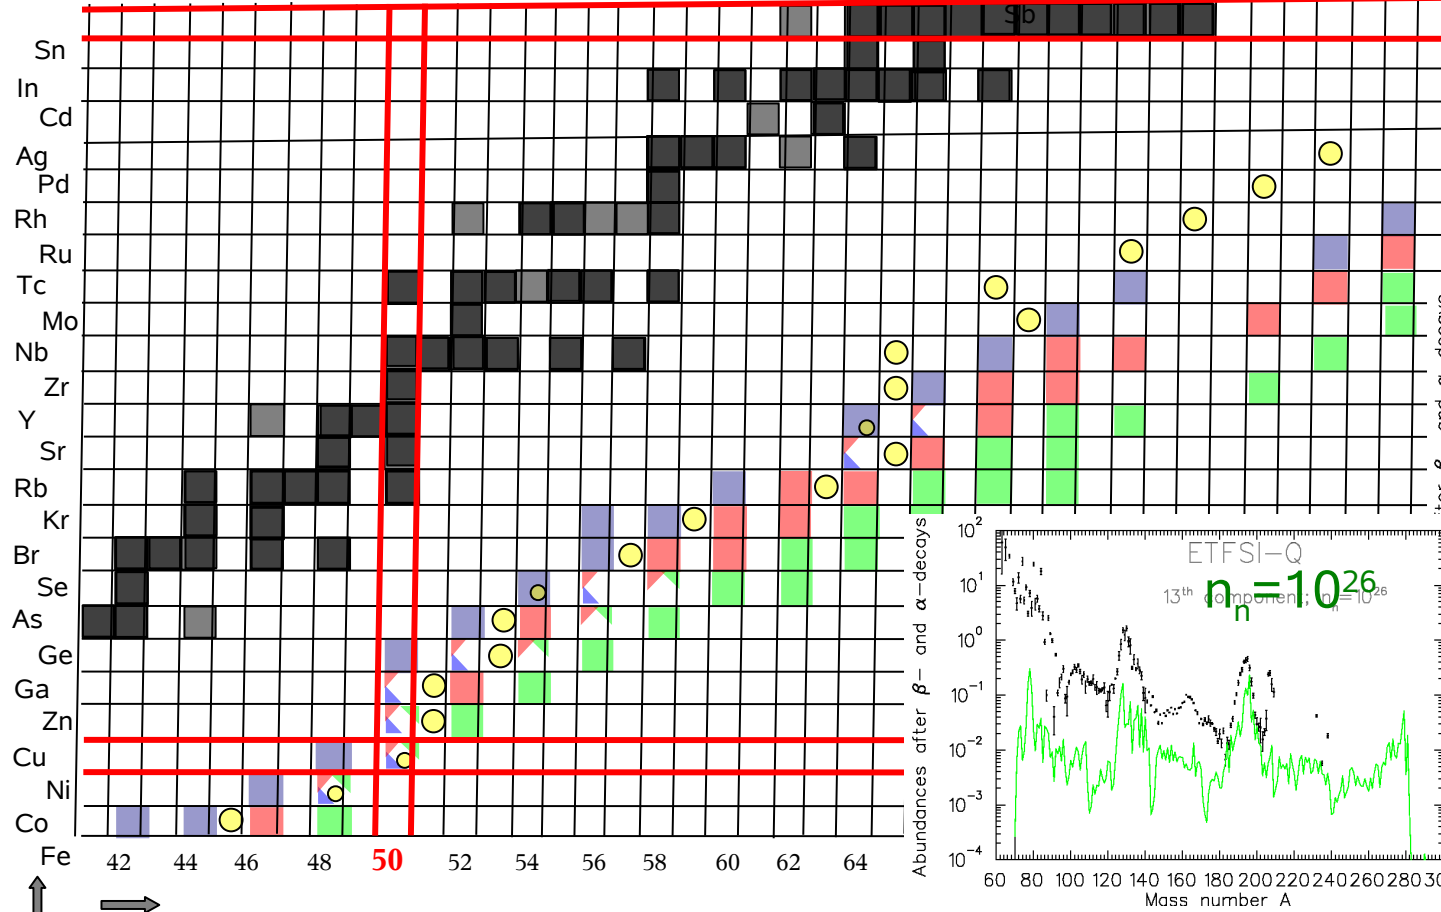 Sb
Sn
In
Cd
Ag
Pd
Rh
Ru
Tc
Mo
Nb
Zr
Y
Sr
Rb
Kr
Br
Se
As
Ge
Ga
Zn
Cu
Ni
Co
Fe
42 44 46 48 50 52 54 56 58 60 62 64
and α decays
Abundances after β− and α−decays
ETFSI−Q
13th component; n_n=10^26
n_n=10^26
10^2
10^1
10^0
10^−1
10^−2
10^−3
10^−4
60 80 100 120 140 160 180 200 220 240 260 280 30
Mass number A